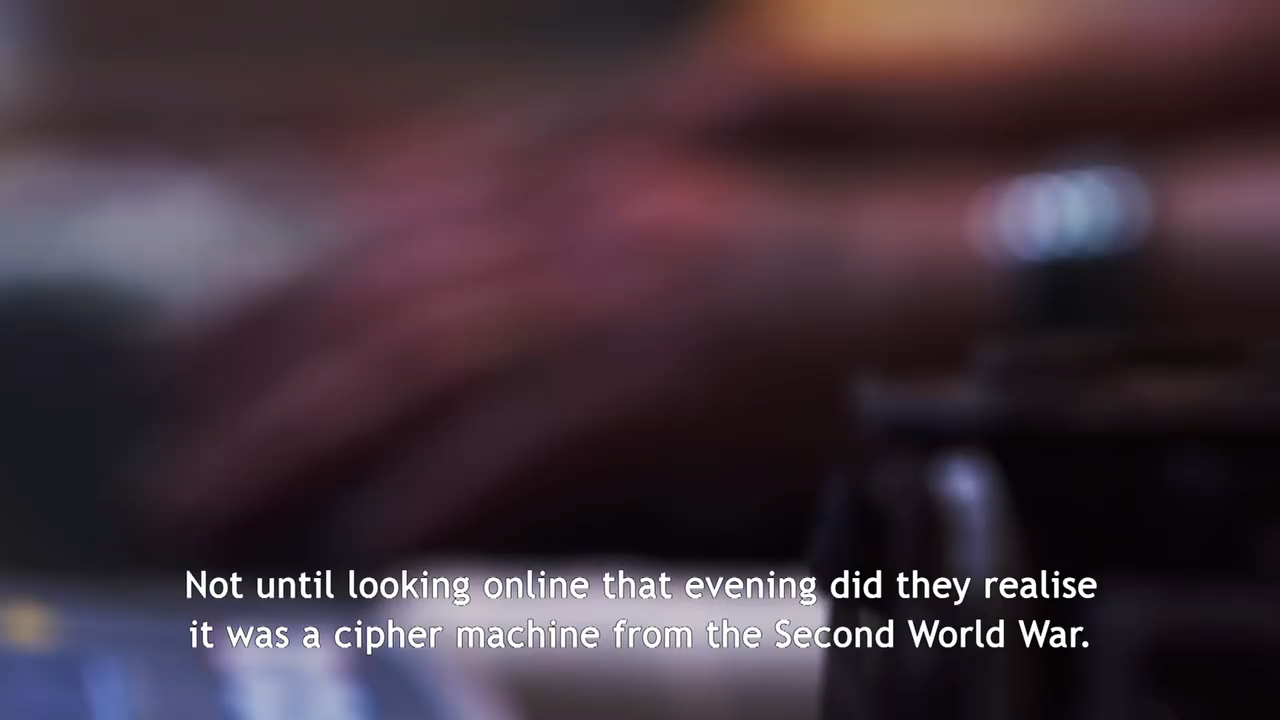 Not until looking online that evening did they realise
it was a cipher machine from the Second World War.